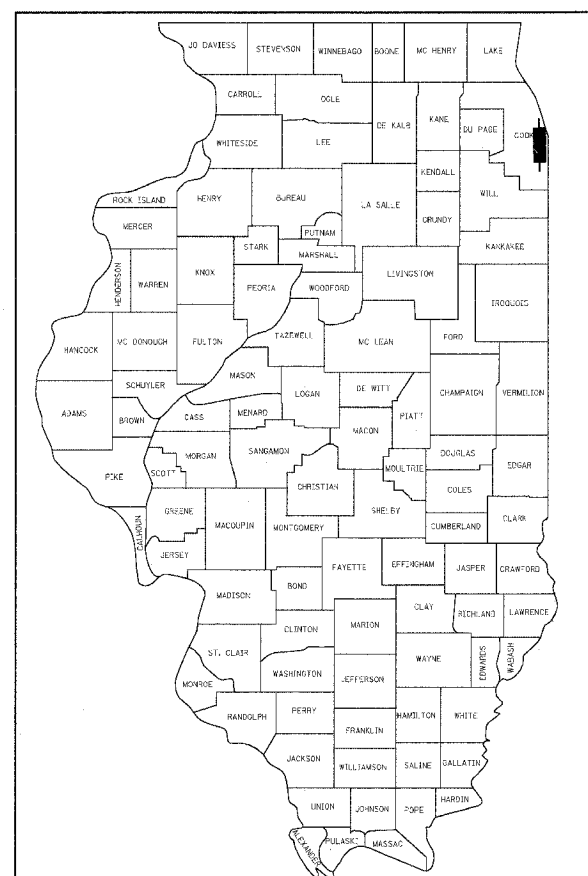 JO DAVIESS
STEVENSON
WINNEBAGO
BOONE
MC HENRY
LAKE
CARROLL
OGLE
DE KALB
KANE
DU PAGE
COOK
WHITESIDE
LEE
KENDALL
WILL
ROCK ISLAND
HENRY
BUREAU
LA SALLE
GRUNDY
MERCER
PUTNAM
STARK
MARSHALL
KANKAKEE
HENDERSON
WARREN
KNOX
PEORIA
WOODFORD
LIVINGSTON
IROQUOIS
HANCOCK
MC DONOUGH
FULTON
TAZEWELL
MC LEAN
FORD
SCHUYLER
MASON
LOGAN
DE WITT
CHAMPAIGN
VERMILION
ADAMS
BROWN
CASS
MENARD
PIATT
MACON
MORGAN
SANGAMON
DOUGLAS
EDGAR
PIKE
SCOTT
MOULTRIE
COLES
CHRISTIAN
SHELBY
GREENE
MACOUPIN
MONTGOMERY
CUMBERLAND
CLARK
CALHOUN
JERSEY
FAYETTE
EFFINGHAM
JASPER
CRAWFORD
MADISON
BOND
CLAY
RICHLAND
LAWRENCE
CLINTON
MARION
ST. CLAIR
WAYNE
EDWARDS
WABASH
WASHINGTON
JEFFERSON
MONROE
RANDOLPH
PERRY
HAMILTON
WHITE
FRANKLIN
JACKSON
WILLIAMSON
SALINE
GALLATIN
UNION
JOHNSON
POPE
HARDIN
ALEXANDER
PULASKI
MASSAC